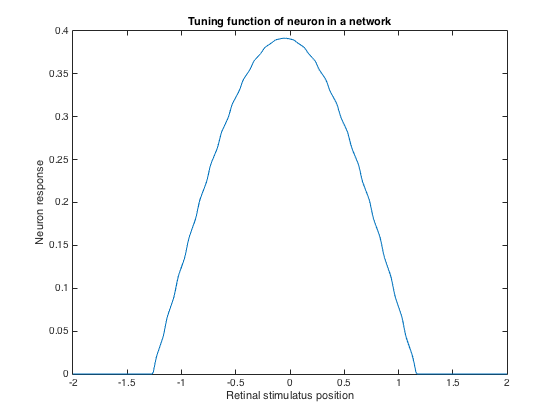 Tuning function of neuron in a network
0.4
0.35
0.3
0.25
0.2
0.15
0.1
0.05
0
Neuron response
-2 -1.5 -1 -0.5 0 0.5 1 1.5 2
Retinal stimulatus position